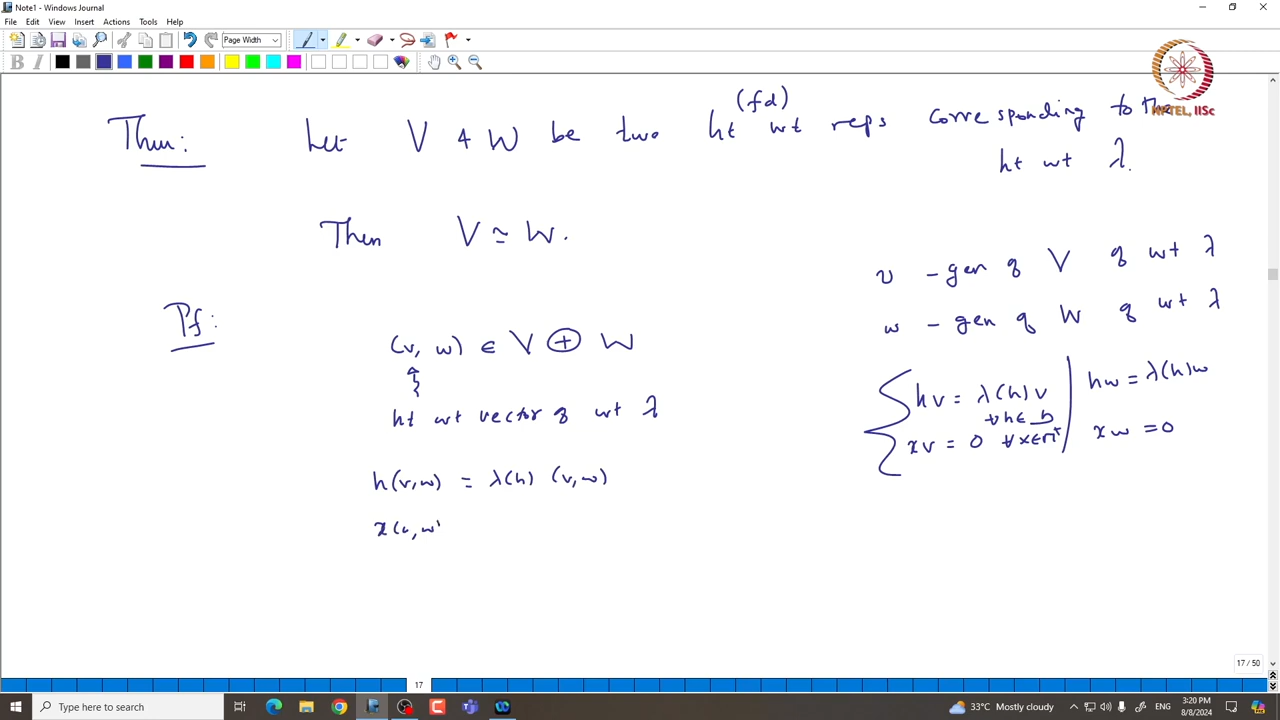 Note1 - Windows Journal
File Edit View Insert Actions Tools Help
Page Width
B I
NPTEL, IISc
Thm: Let V & W be two ht wt reps corresponding to the
(fd)
ht wt λ.
Then V ≃ W.
v - gen of V of wt λ
w - gen of W of wt λ
Pf:
(v, w) ∈ V ⊕ W
ht wt vector of wt λ
hv = λ(h) v ∀ h ∈ h
hw = λ(h) w
xv = 0 ∀ x ∈ n⁺
xw = 0
h(v,w) = λ(h) (v,w)
x(v,w)
17 / 50
17
Type here to search
33°C Mostly cloudy
ENG
3:20 PM
8/8/2024